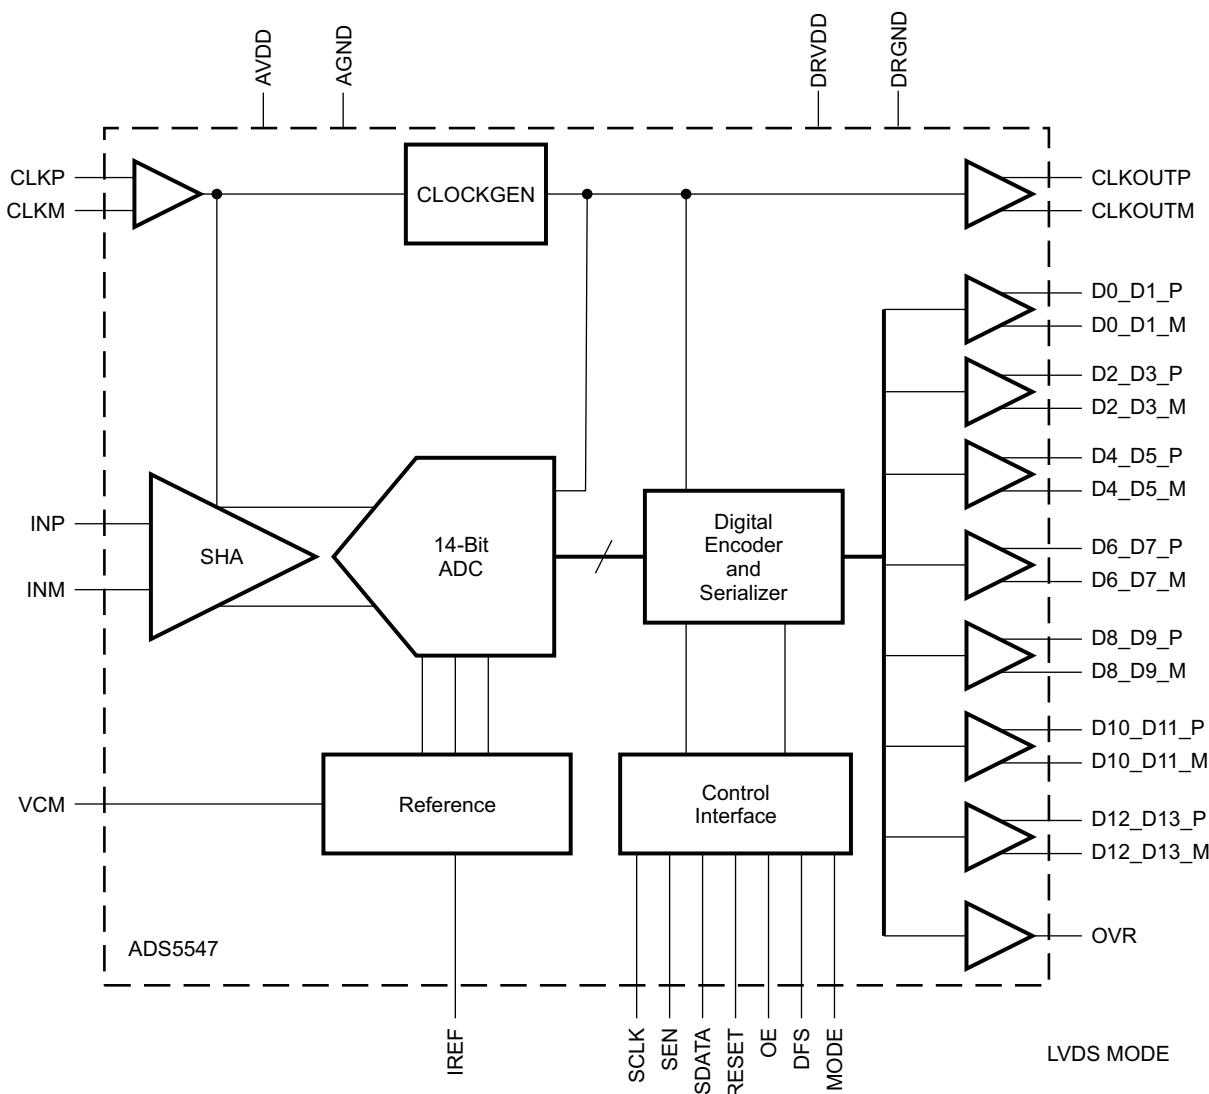 AVDD
AGND
DRVDD
DRGND
CLKP
CLKM
CLOCKGEN
CLKOUTP
CLKOUTM
D0_D1_P
D0_D1_M
D2_D3_P
D2_D3_M
D4_D5_P
D4_D5_M
INP
INM
SHA
14-Bit
ADC
Digital
Encoder
and
Serializer
D6_D7_P
D6_D7_M
D8_D9_P
D8_D9_M
D10_D11_P
D10_D11_M
VCM
Reference
Control
Interface
D12_D13_P
D12_D13_M
OVR
ADS5547
IREF
SCLK
SEN
SDATA
RESET
OE
DFS
MODE
LVDS MODE